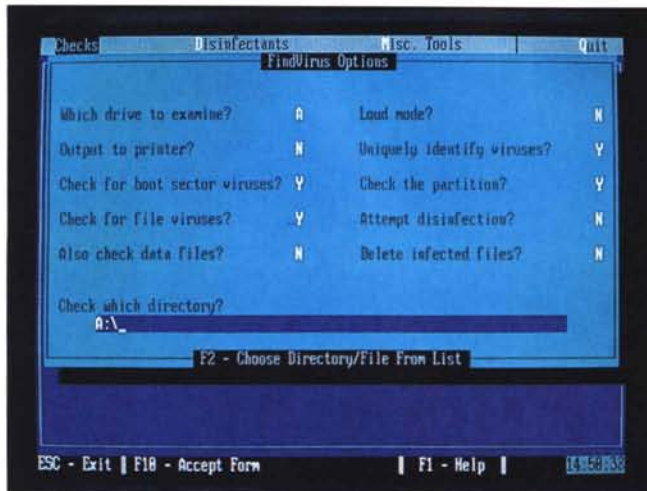 Checks Disinfectants Misc. Tools Quit
FindVirus Options
Which drive to examine? A Loud mode? N
Output to printer? N Uniquely identify viruses? Y
Check for boot sector viruses? Y Check the partition? Y
Check for file viruses? Y Attempt disinfection? N
Also check data files? N Delete infected files? N
Check which directory?
A:\_
F2 - Choose Directory/File From List
ESC - Exit F10 - Accept Form F1 - Help 14:50:32